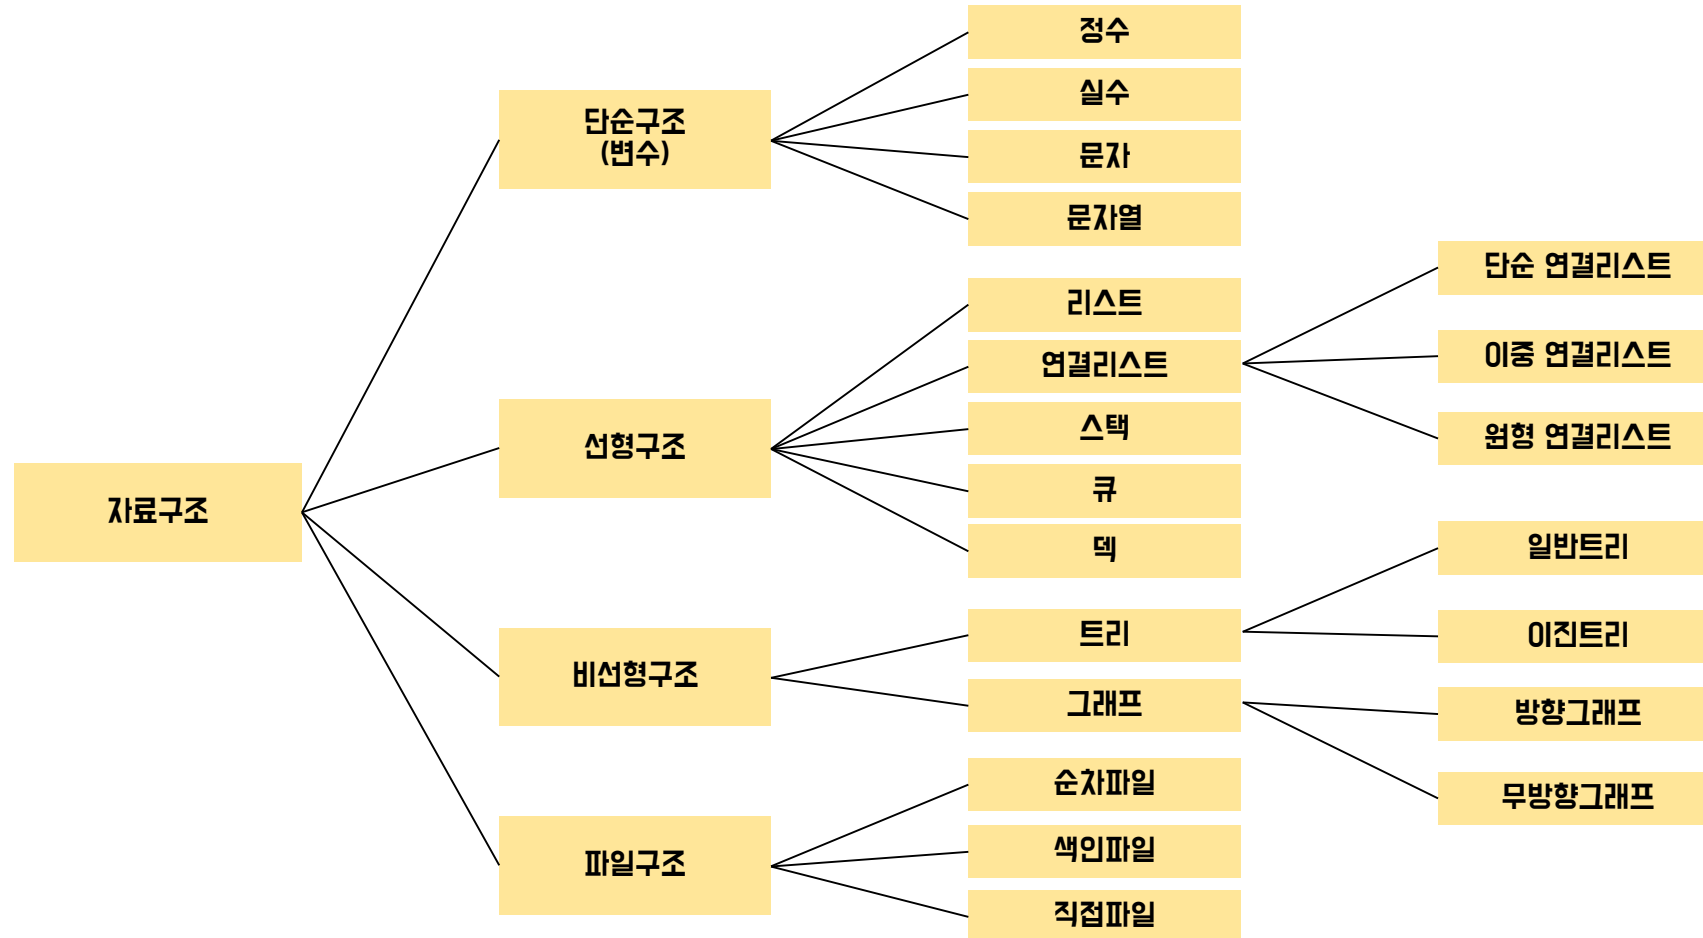 자료구조
단순구조
(변수)
정수
실수
문자
문자열
선형구조
리스트
연결리스트
단순 연결리스트
이중 연결리스트
원형 연결리스트
스택
큐
덱
비선형구조
트리
일반트리
이진트리
그래프
방향그래프
무방향그래프
파일구조
순차파일
색인파일
직접파일